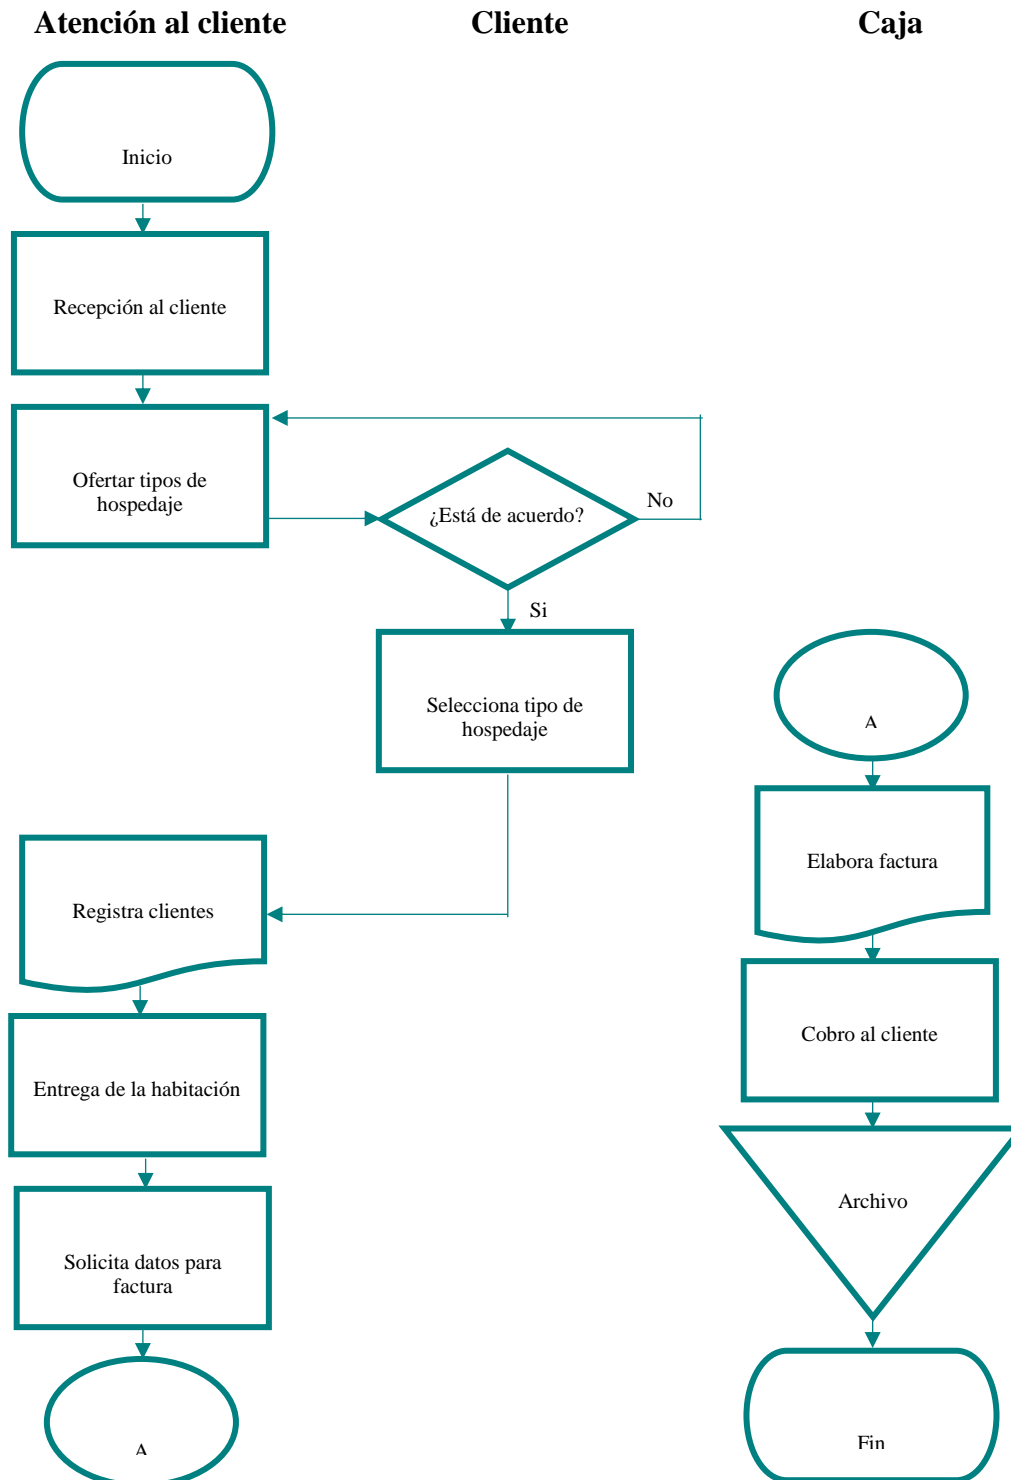 Atención al cliente
Cliente
Caja
Inicio
Recepción al cliente
Ofertar tipos de
hospedaje
¿Está de acuerdo?
No
Si
Selecciona tipo de
hospedaje
Registra clientes
Entrega de la habitación
Solicita datos para
factura
A
A
Elabora factura
Cobro al cliente
Archivo
Fin